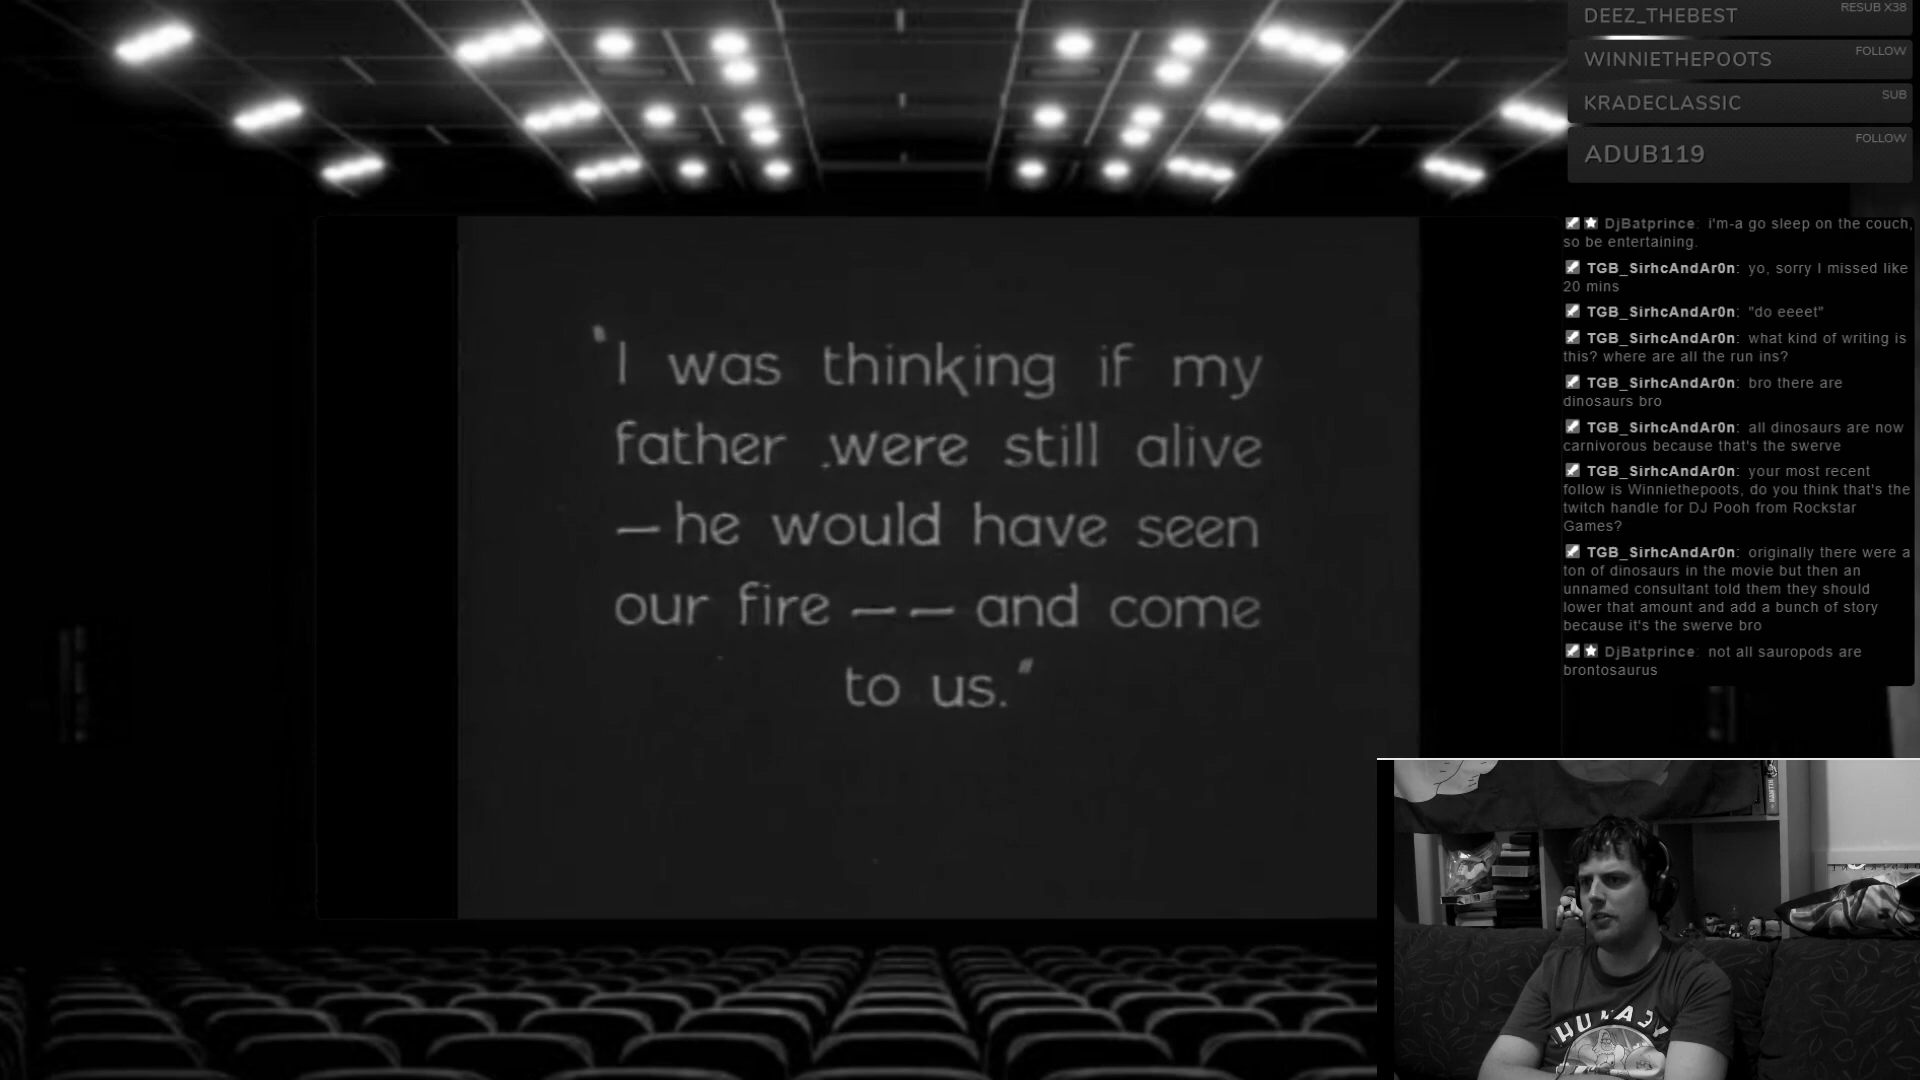 DEEZ_THEBEST RESUB X38
WINNIETHEPOOTS FOLLOW
KRADECLASSIC SUB
ADUB119 FOLLOW
"I was thinking if my
father were still alive
—he would have seen
our fire —— and come
to us."
DjBatprince: i'm-a go sleep on the couch,
so be entertaining.
TGB_SirhcAndAr0n: yo, sorry I missed like
20 mins
TGB_SirhcAndAr0n: "do eeeet"
TGB_SirhcAndAr0n: what kind of writing is
this? where are all the run ins?
TGB_SirhcAndAr0n: bro there are
dinosaurs bro
TGB_SirhcAndAr0n: all dinosaurs are now
carnivorous because that's the swerve
TGB_SirhcAndAr0n: your most recent
follow is Winniethepoots, do you think that's the
twitch handle for DJ Pooh from Rockstar
Games?
TGB_SirhcAndAr0n: originally there were a
ton of dinosaurs in the movie but then an
unnamed consultant told them they should
lower that amount and add a bunch of story
because it's the swerve bro
DjBatprince: not all sauropods are
brontosaurus